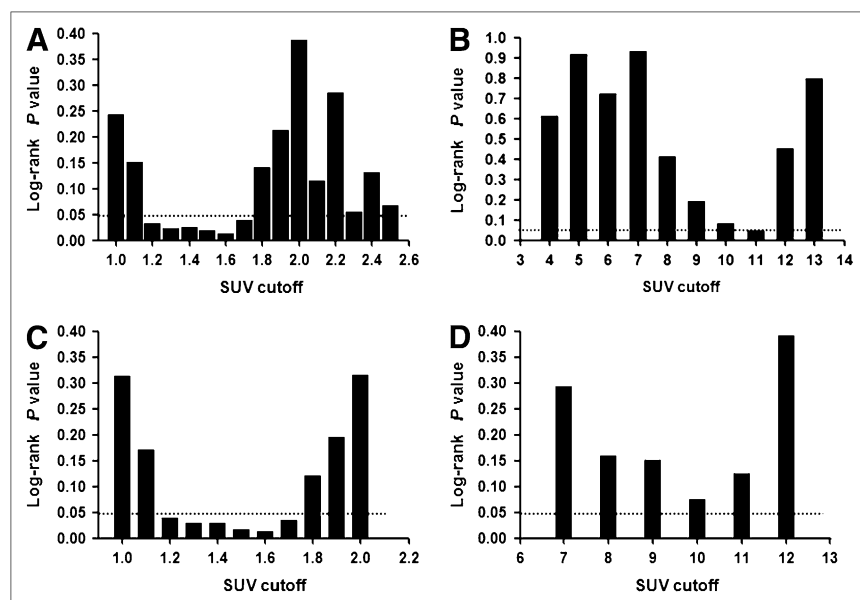 A
Log-rank P value
0.40
0.35
0.30
0.25
0.20
0.15
0.10
0.05
0.00
1.0 1.2 1.4 1.6 1.8 2.0 2.2 2.4 2.6
SUV cutoff
B
Log-rank P value
1.0
0.9
0.8
0.7
0.6
0.5
0.4
0.3
0.2
0.1
0.0
3 4 5 6 7 8 9 10 11 12 13 14
SUV cutoff
C
Log-rank P value
0.40
0.35
0.30
0.25
0.20
0.15
0.10
0.05
0.00
1.0 1.2 1.4 1.6 1.8 2.0 2.2
SUV cutoff
D
Log-rank P value
0.40
0.35
0.30
0.25
0.20
0.15
0.10
0.05
0.00
6 7 8 9 10 11 12 13
SUV cutoff